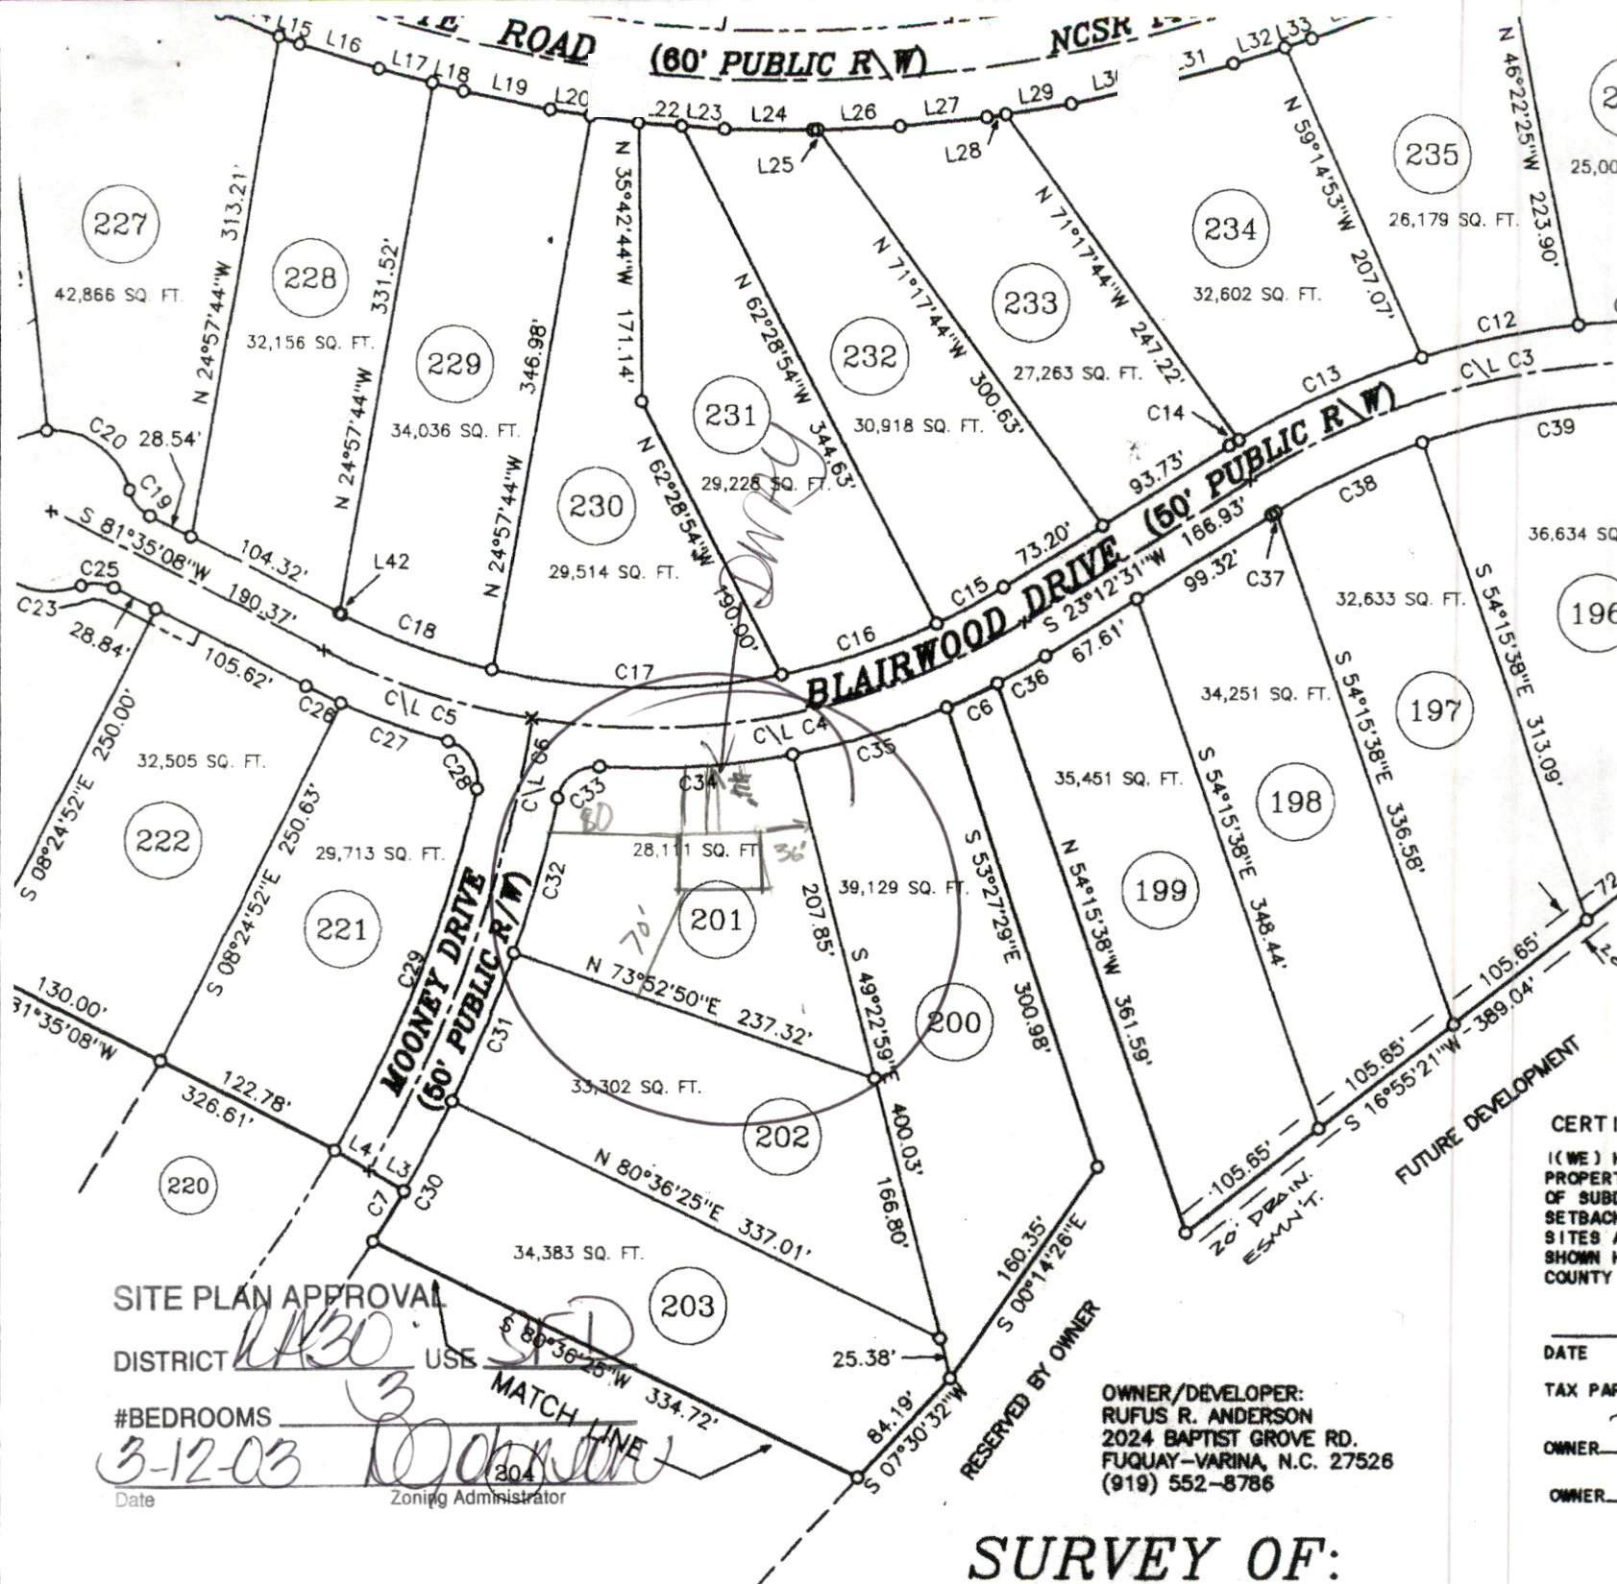 L15 L16 L17 L18 L19 L20 L23 L24 L25 L26 L27 L28 L29 L32 L33
ROAD (60' PUBLIC R\W) NCSR
227
42,866 SQ. FT.
N 24°57'44"W 313.21'
228
32,156 SQ. FT.
N 24°57'44"W 331.52'
229
34,036 SQ. FT.
N 24°57'44"W 346.98'
230
29,514 SQ. FT.
N 35°42'44"W 171.14'
N 62°28'54"W 190.00'
231
29,228 SQ. FT.
N 62°28'54"W 344.63'
232
30,918 SQ. FT.
N 71°17'44"W 300.63'
233
27,263 SQ. FT.
N 71°17'44"W 247.22'
234
32,602 SQ. FT.
N 59°14'53"W 207.07'
235
26,179 SQ. FT.
N 46°22'25"W 223.90'
25,00
C20
28.54'
C19
S 81°35'08"W 190.37'
104.32'
L42
C18
C17
C16
C15
73.20'
93.73'
C14
C13
C12
C\L C3
BLAIRWOOD DRIVE (50' PUBLIC R\W)
S 23°12'31"W 166.93'
C25
C23
28.84'
105.62'
C26
C27
C28
C\L C5
C\L C6
C\L C4
C33
C34
C35
C6
C36
67.61'
99.32'
C37
C38
C39
S 08°24'52"E 250.00'
32,505 SQ. FT.
222
S 08°24'52"E 250.63'
29,713 SQ. FT.
221
C29
MOONEY DRIVE
(50' PUBLIC R/W)
C32
C31
80
36'
70'
28,111 SQ. FT
201
207.85'
N 73°52'50"E 237.32'
39,129 SQ. FT.
200
S 49°22'59"E 400.03'
S 53°27'29"E 300.98'
N 54°15'38"W 361.59'
35,451 SQ. FT.
199
S 54°15'38"E 348.44'
34,251 SQ. FT.
198
S 54°15'38"E 336.58'
32,633 SQ. FT.
197
S 54°15'38"E 313.09'
36,634 SQ
196
130.00'
31°35'08"W
122.78'
326.61'
L4
L3
C7
C30
220
33,302 SQ. FT.
202
N 80°36'25"E 337.01'
166.80'
34,383 SQ. FT.
203
25.38'
160.35'
S 00°14'26"E
S 80°36'25"W 334.72'
84.19'
S 07°30'32"W
204
MATCH LINE
RESERVED BY OWNER
105.65'
105.65'
105.65'
S 16°55'21"W 389.04'
20' DRAIN.
ESMN'T.
FUTURE DEVELOPMENT
SITE PLAN APPROVAL
DISTRICT RA30 USE SFD
#BEDROOMS 3
3-12-03
Date Zoning Administrator
OWNER/DEVELOPER:
RUFUS R. ANDERSON
2024 BAPTIST GROVE RD.
FUQUAY-VARINA, N.C. 27526
(919) 552-8786
I(WE)
PROPERT
OF SUBD
SETBACK
SITES
SHOWN
COUNTY
DATE
TAX PAR
OWNER
OWNER
SURVEY OF: